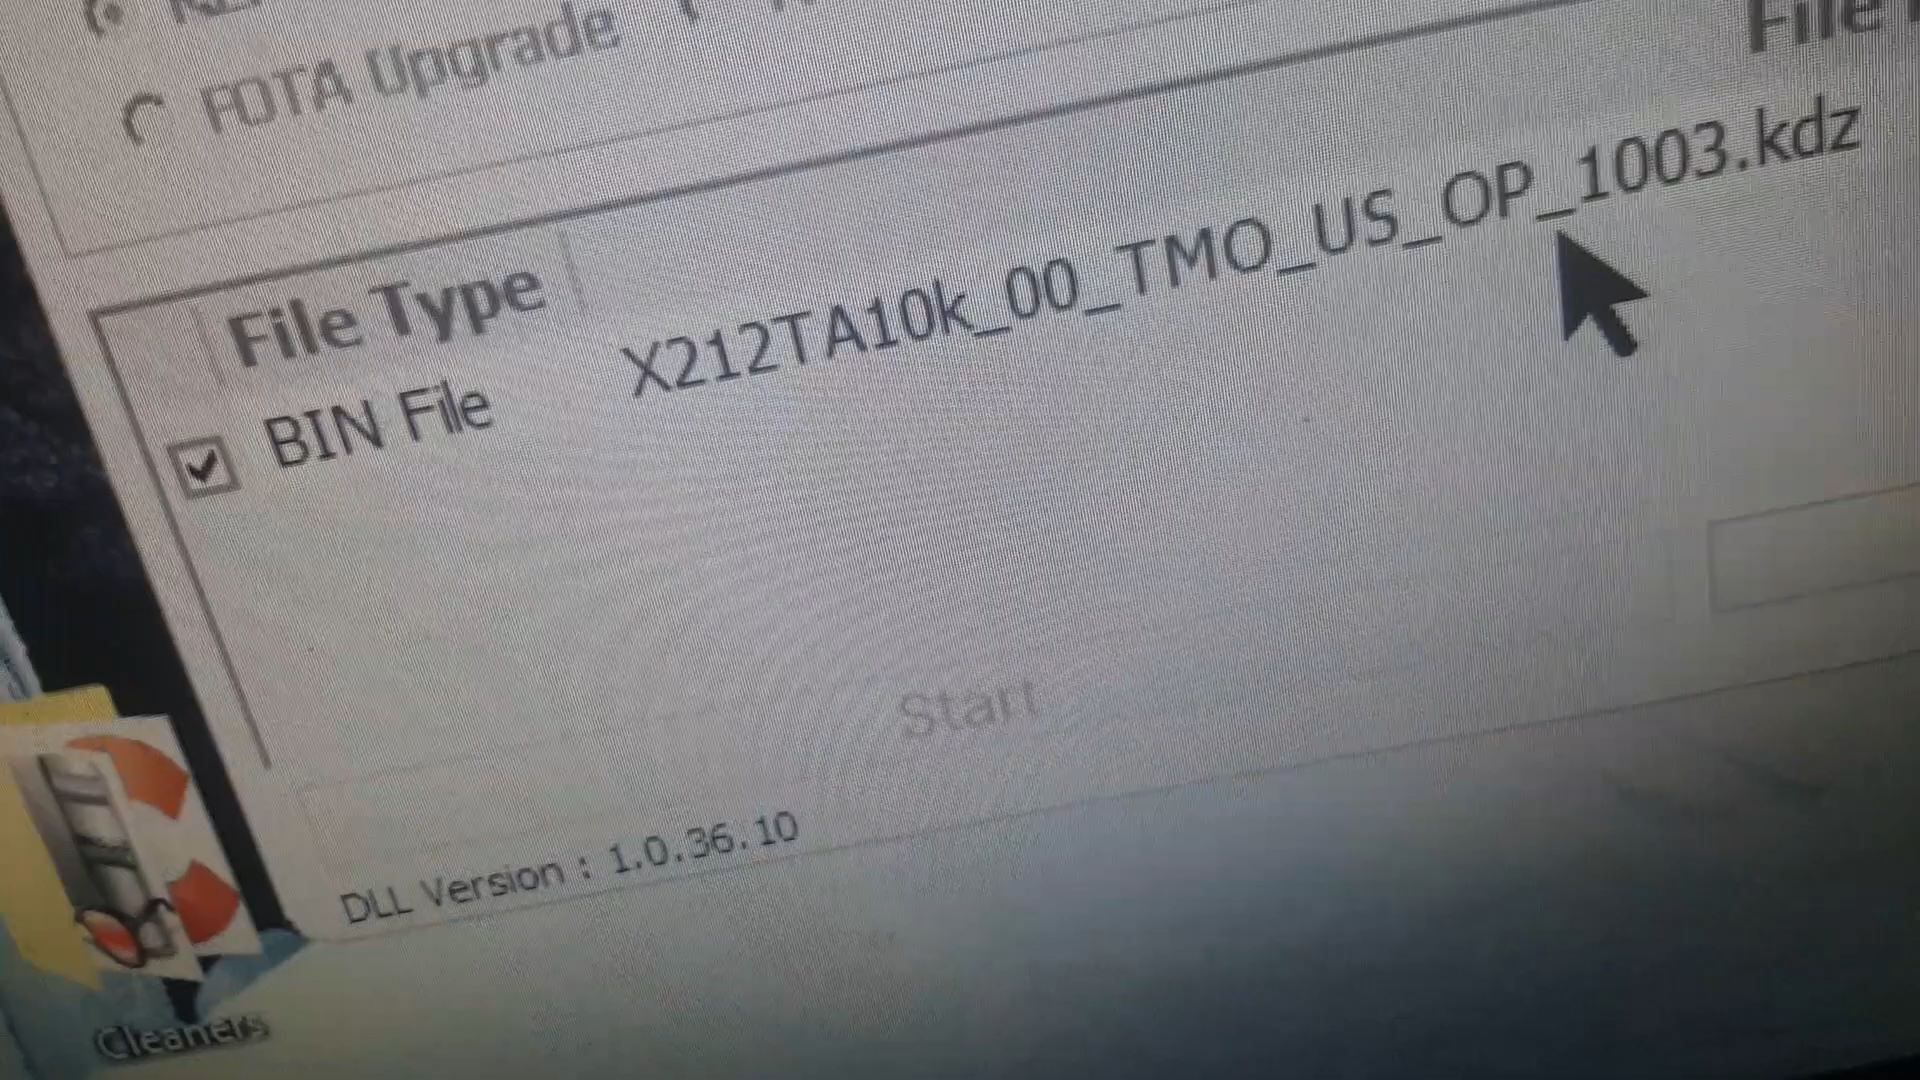 FOTA Upgrade
File
File Type
BIN File X212TA10k_00_TMO_US_OP_1003.kdz
Start
DLL Version : 1.0.36.10
Cleaners